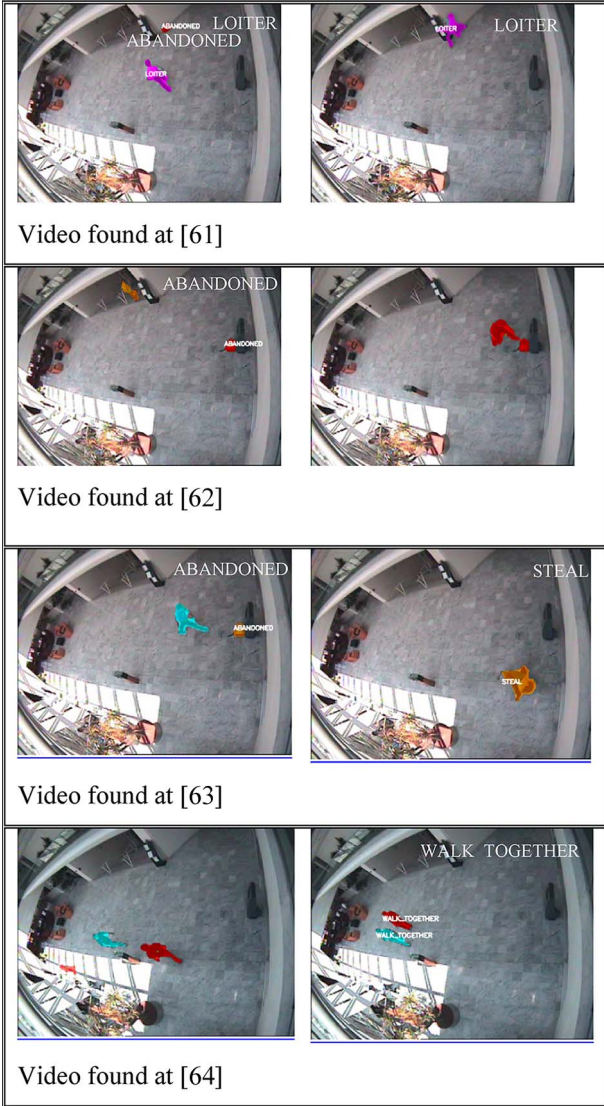 LOITER
ABANDONED
ABANDONED
LOITER
LOITER
LOITER
Video found at [61]
ABANDONED
ABANDONED
Video found at [62]
ABANDONED
ABANDONED
STEAL
STEAL
Video found at [63]
WALK TOGETHER
WALK_TOGETHER
WALK_TOGETHER
Video found at [64]